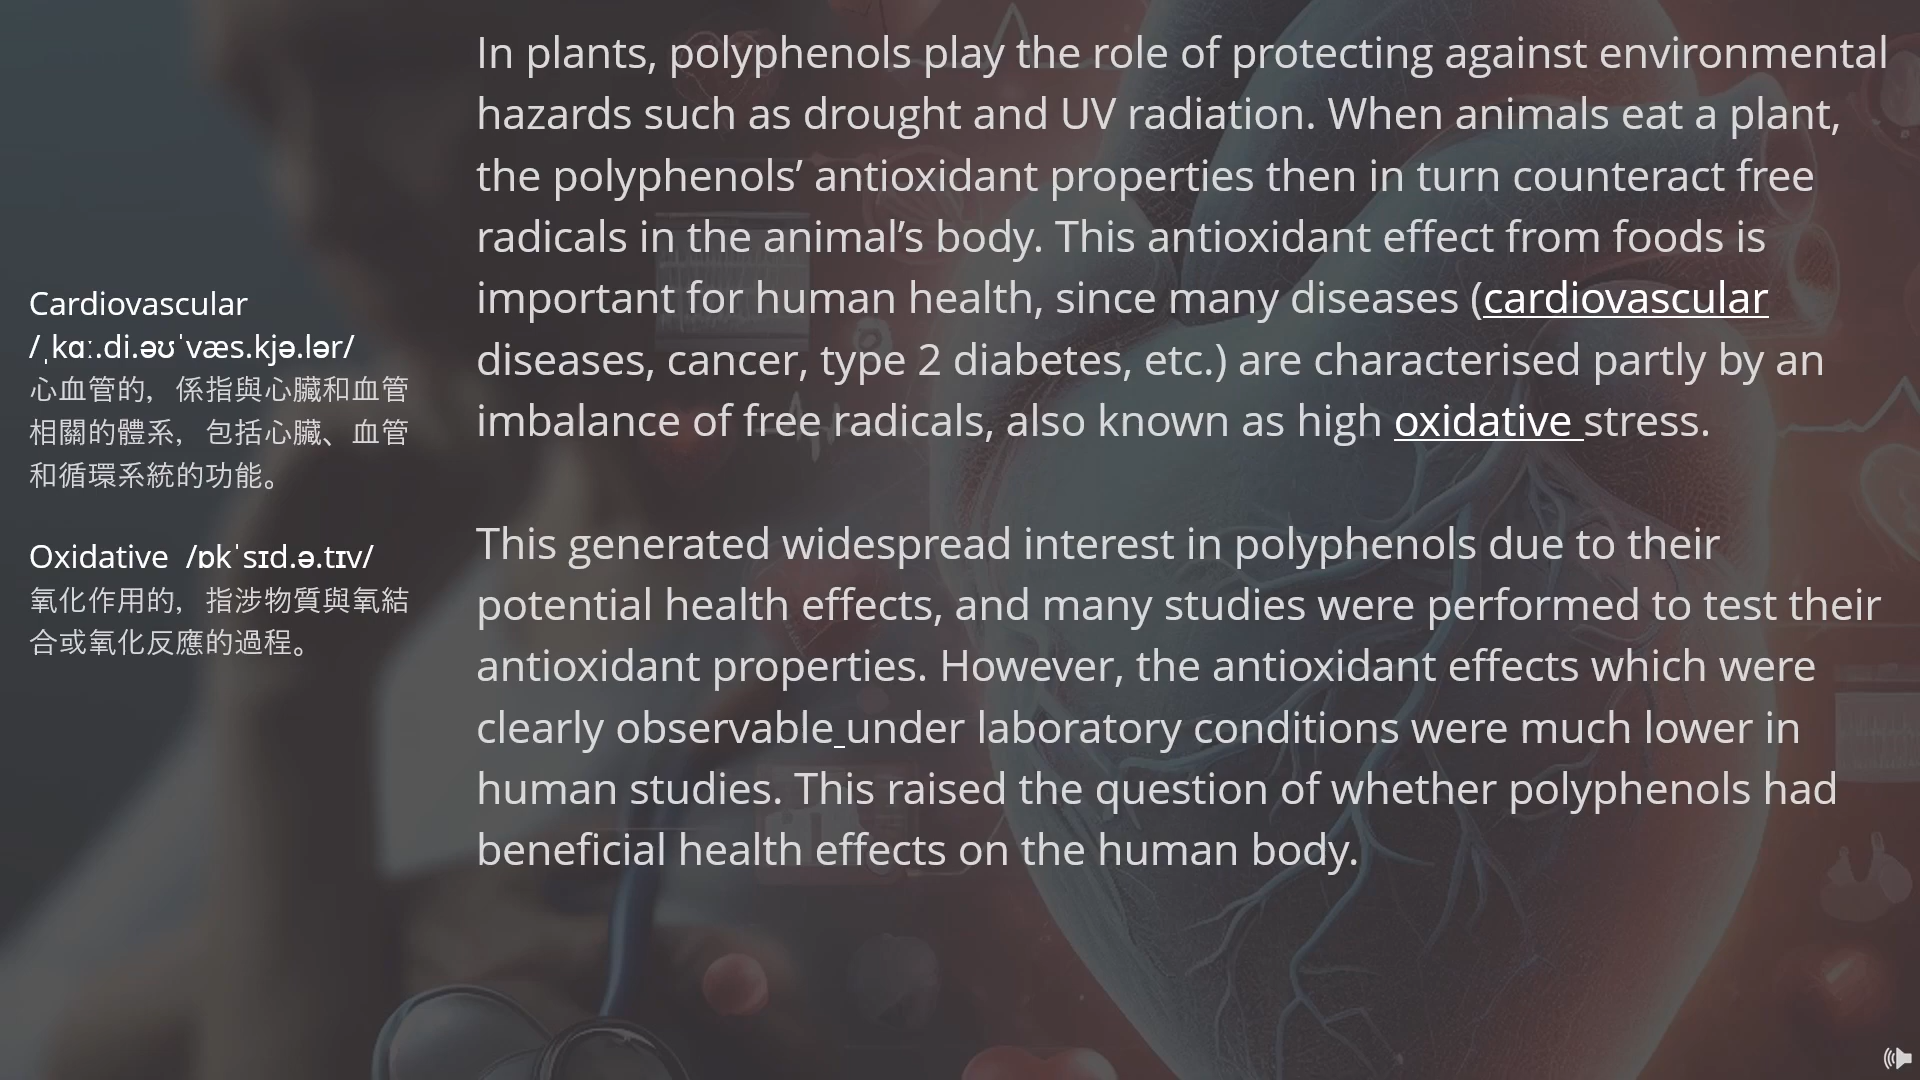 In plants, polyphenols play the role of protecting against environmental
hazards such as drought and UV radiation. When animals eat a plant,
the polyphenols’ antioxidant properties then in turn counteract free
radicals in the animal’s body. This antioxidant effect from foods is
important for human health, since many diseases (cardiovascular
diseases, cancer, type 2 diabetes, etc.) are characterised partly by an
imbalance of free radicals, also known as high oxidative stress.
This generated widespread interest in polyphenols due to their
potential health effects, and many studies were performed to test their
antioxidant properties. However, the antioxidant effects which were
clearly observable under laboratory conditions were much lower in
human studies. This raised the question of whether polyphenols had
beneficial health effects on the human body.
Cardiovascular
/ˌkɑː.di.əʊˈvæs.kjə.lər/
心血管的，係指與心臟和血管
相關的體系，包括心臟、血管
和循環系統的功能。
Oxidative /ɒkˈsɪd.ə.tɪv/
氧化作用的，指涉物質與氧結
合或氧化反應的過程。